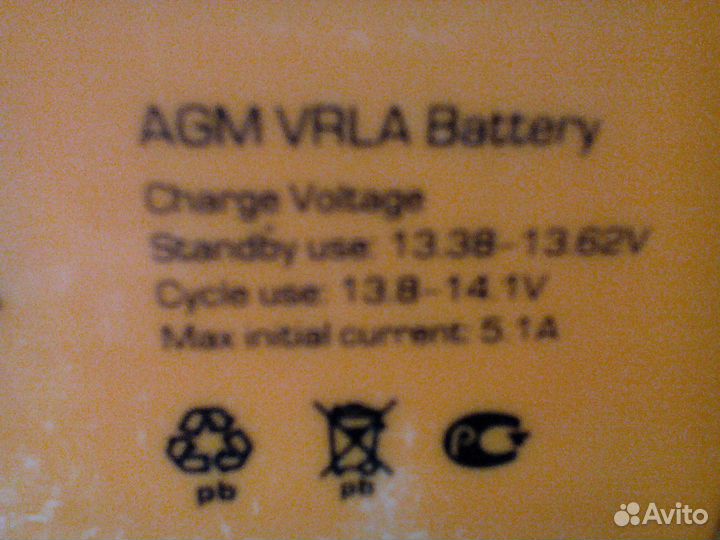 AGM VRLA Battery
Charge Voltage
Standby use: 13.38-13.62V
Cycle use: 13.8-14.1V
Max initial current: 5.1A
pb pb PC
Avito